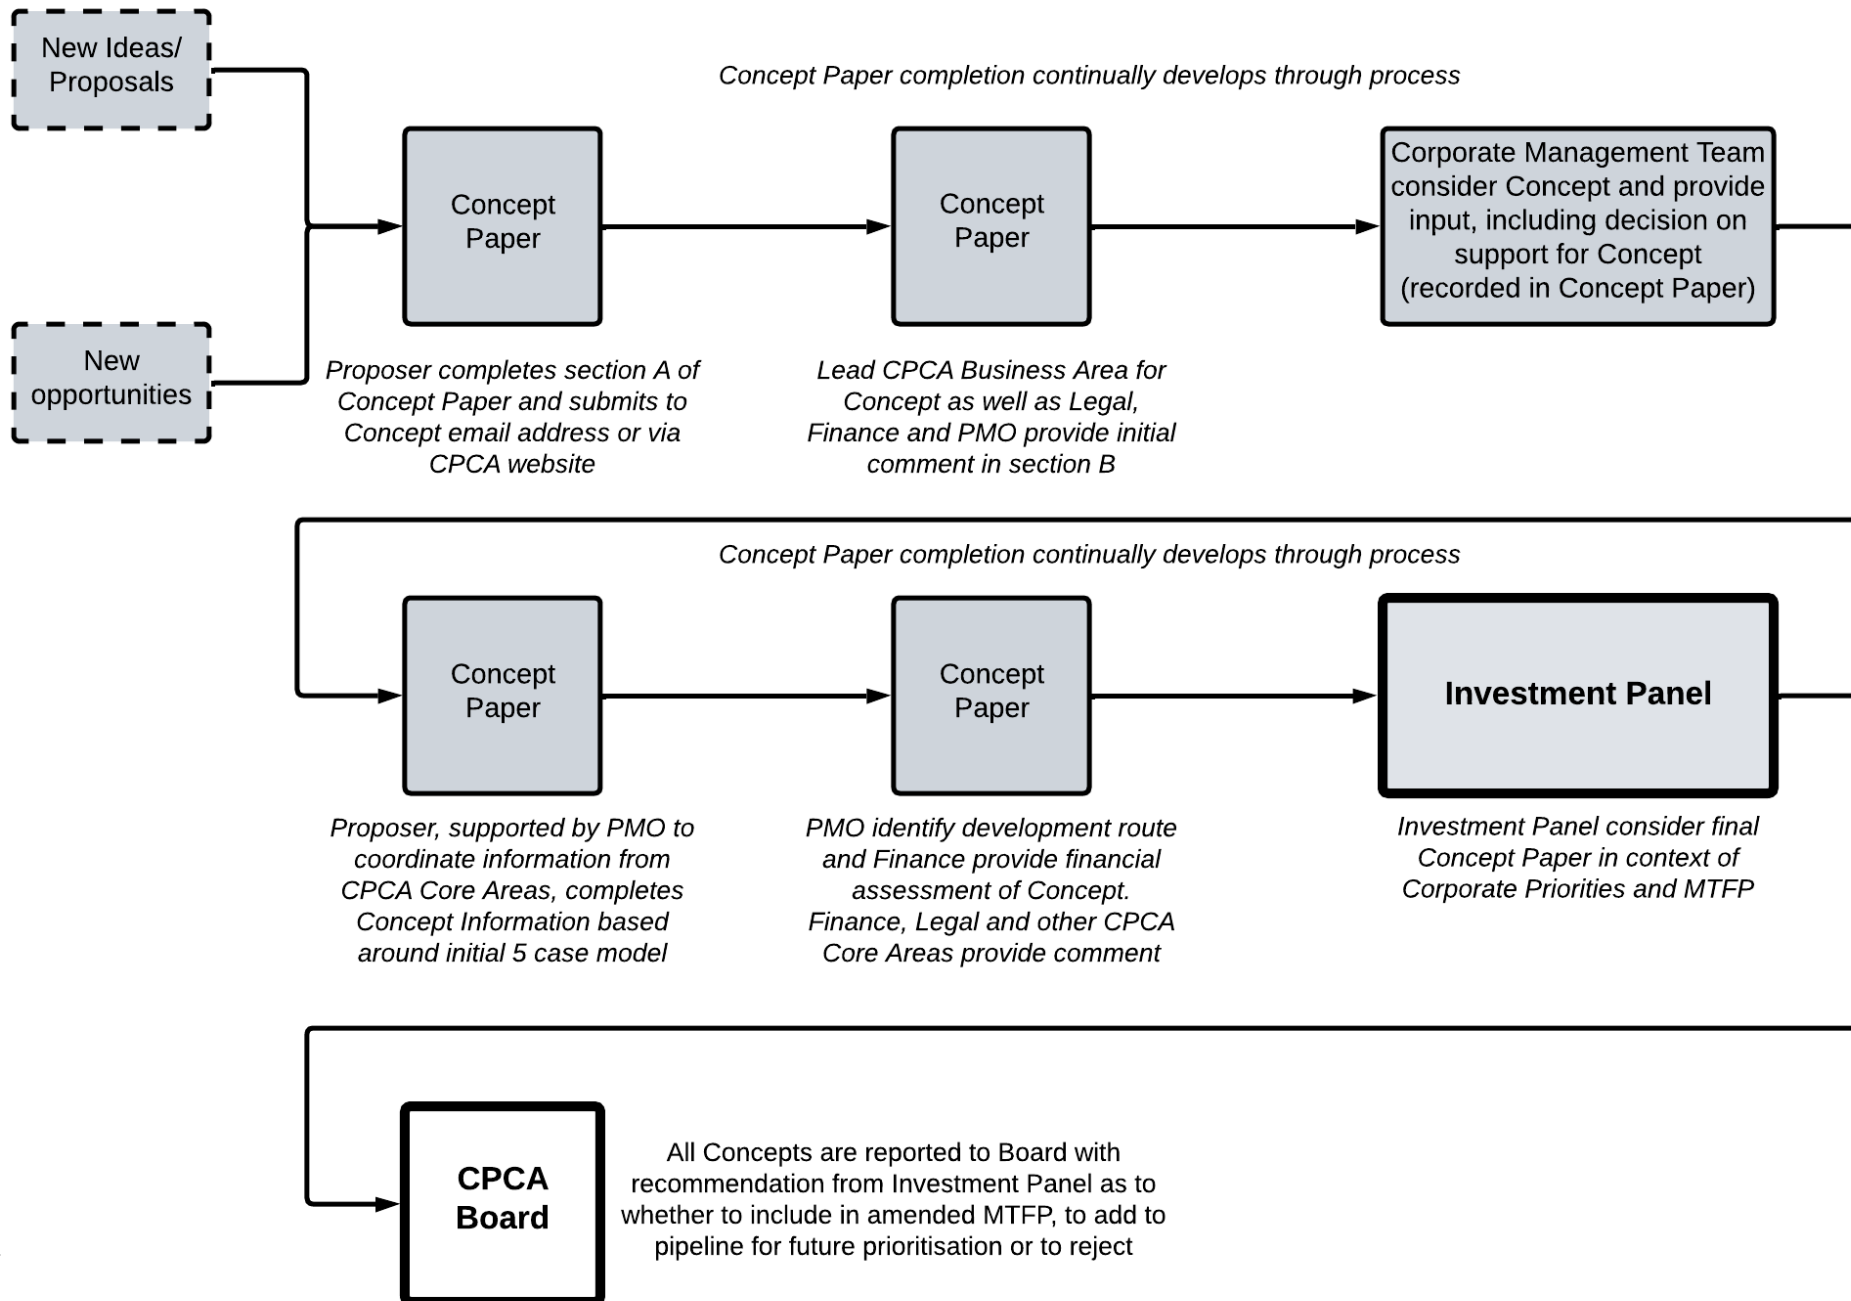 New Ideas/
Proposals
Concept Paper completion continually develops through process
Concept
Paper
Concept
Paper
Corporate Management Team
consider Concept and provide
input, including decision on
support for Concept
(recorded in Concept Paper)
New
opportunities
Proposer completes section A of
Concept Paper and submits to
Concept email address or via
CPCA website
Lead CPCA Business Area for
Concept as well as Legal,
Finance and PMO provide initial
comment in section B
Concept Paper completion continually develops through process
Concept
Paper
Concept
Paper
Investment Panel
Proposer, supported by PMO to
coordinate information from
CPCA Core Areas, completes
Concept Information based
around initial 5 case model
PMO identify development route
and Finance provide financial
assessment of Concept.
Finance, Legal and other CPCA
Core Areas provide comment
Investment Panel consider final
Concept Paper in context of
Corporate Priorities and MTFP
CPCA
Board
All Concepts are reported to Board with
recommendation from Investment Panel as to
whether to include in amended MTFP, to add to
pipeline for future prioritisation or to reject